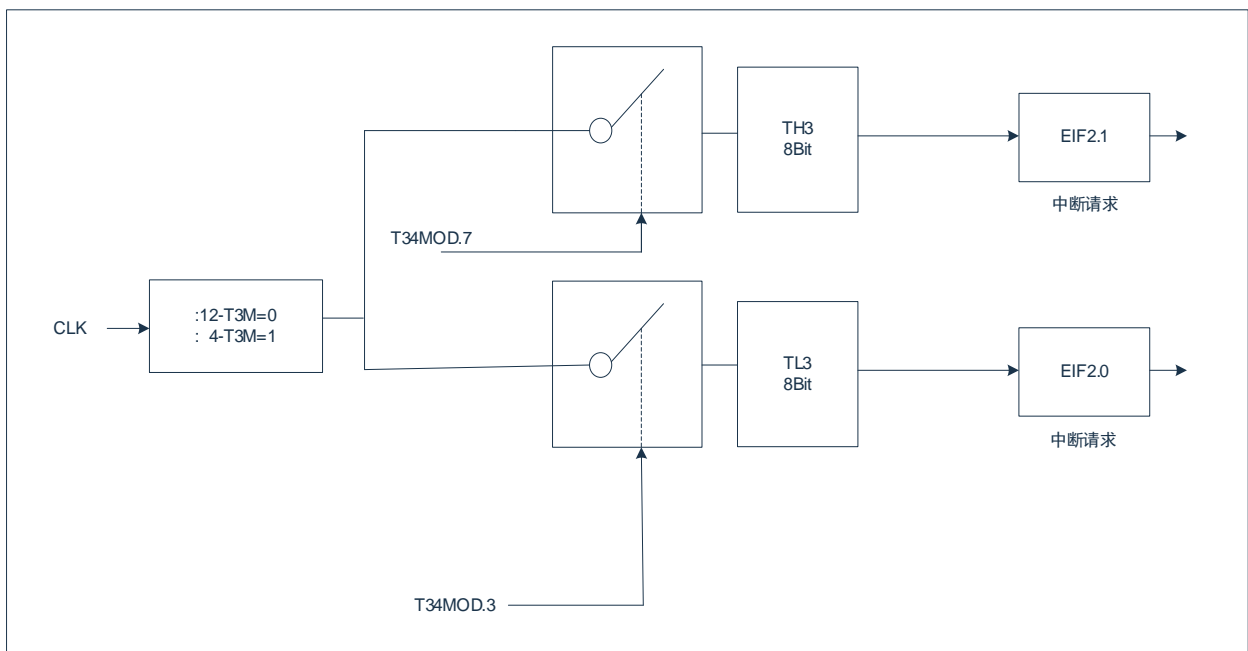 TH3
8Bit
EIF2.1
中断请求
T34MOD.7
CLK
:12-T3M=0
: 4-T3M=1
TL3
8Bit
EIF2.0
中断请求
T34MOD.3